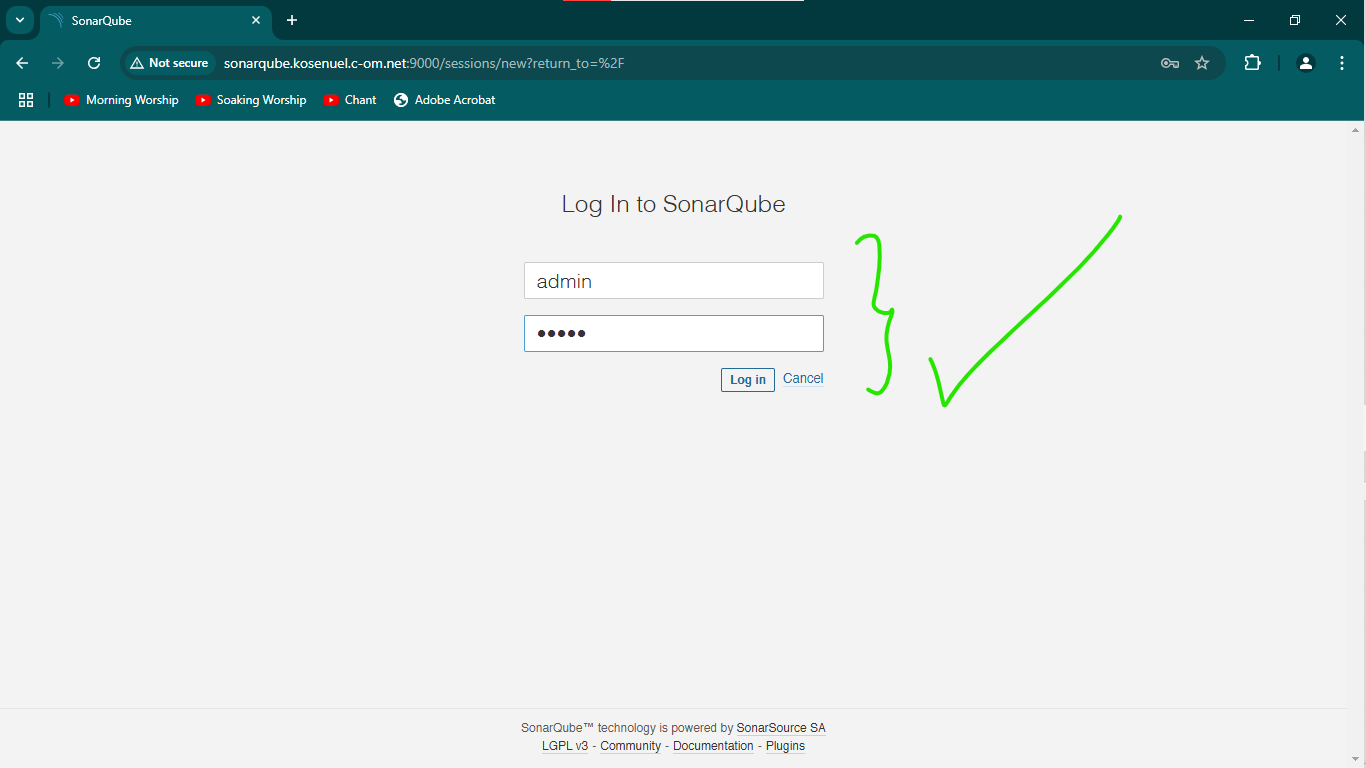 SonarQube
Not secure
sonarqube.kosenuel.c-om.net:9000/sessions/new?return_to=%2F
Morning Worship
Soaking Worship
Chant
Adobe Acrobat
Log In to SonarQube
admin
•••••
Log in
Cancel
SonarQube™ technology is powered by SonarSource SA
LGPL v3 - Community - Documentation - Plugins